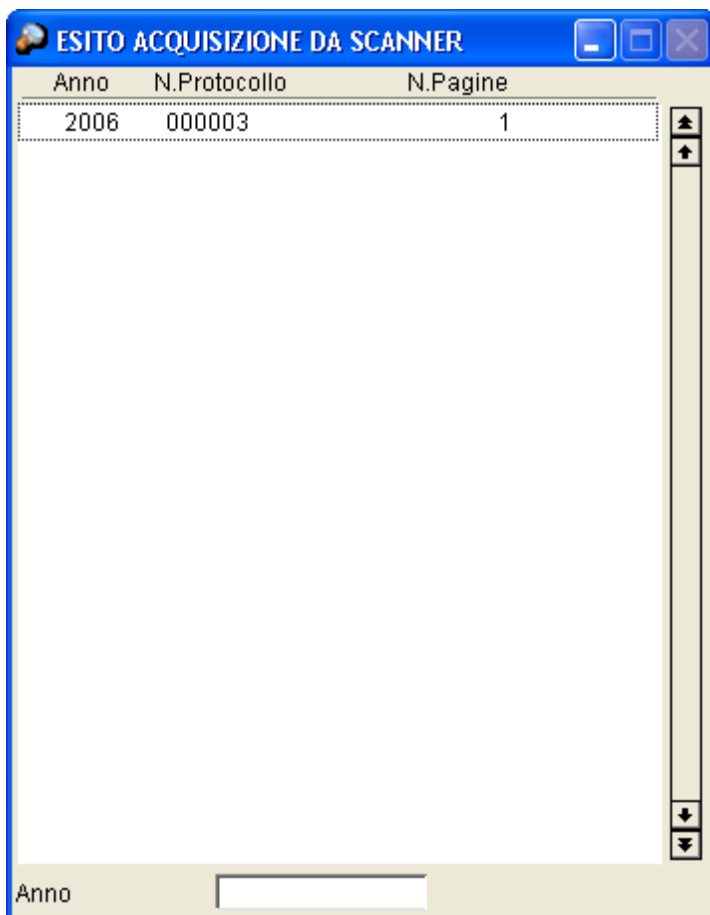 ESITO ACQUISIZIONE DA SCANNER
Anno N.Protocollo N.Pagine
2006 000003 1
Anno